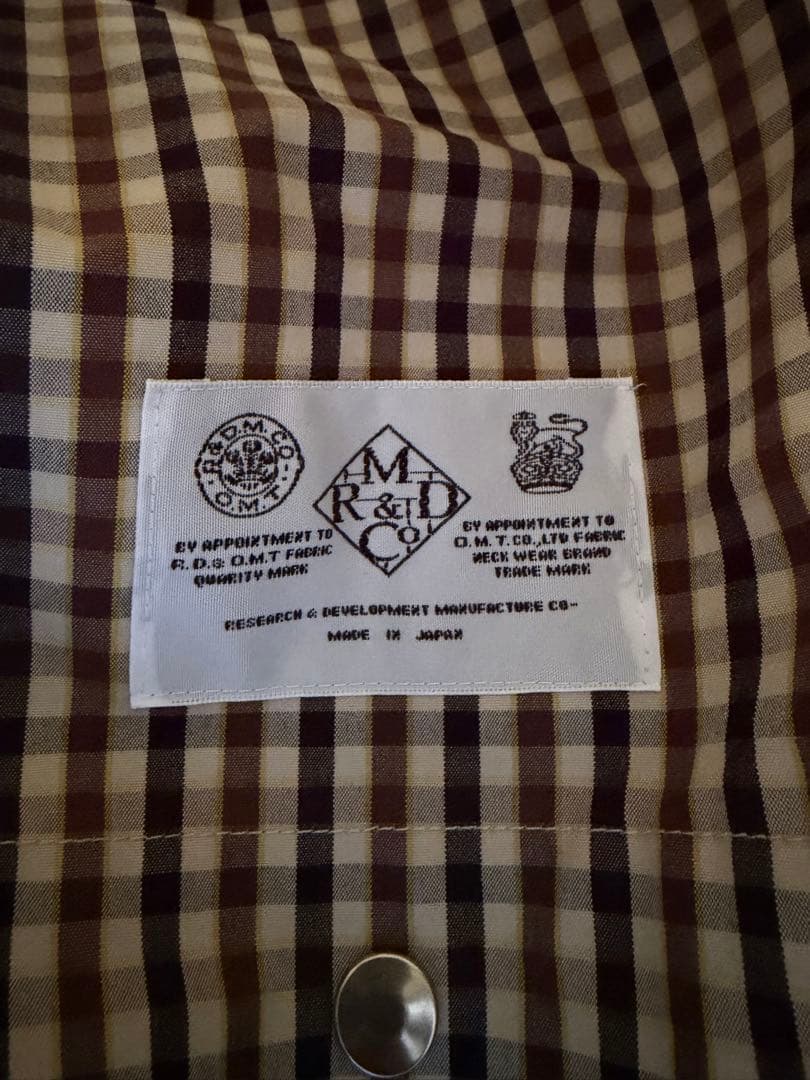 R.&D.M.CO-
O.M.T.
BY APPOINTMENT TO
R.D.& O.M.T FABRIC
QUARITY MARK
M
R & D
Co
BY APPOINTMENT TO
O.M.T.CO.,LTD FABRIC
NECK WEAR BRAND
TRADE MARK
RESEARCH & DEVELOPMENT MANUFACTURE CO-
MADE IN JAPAN